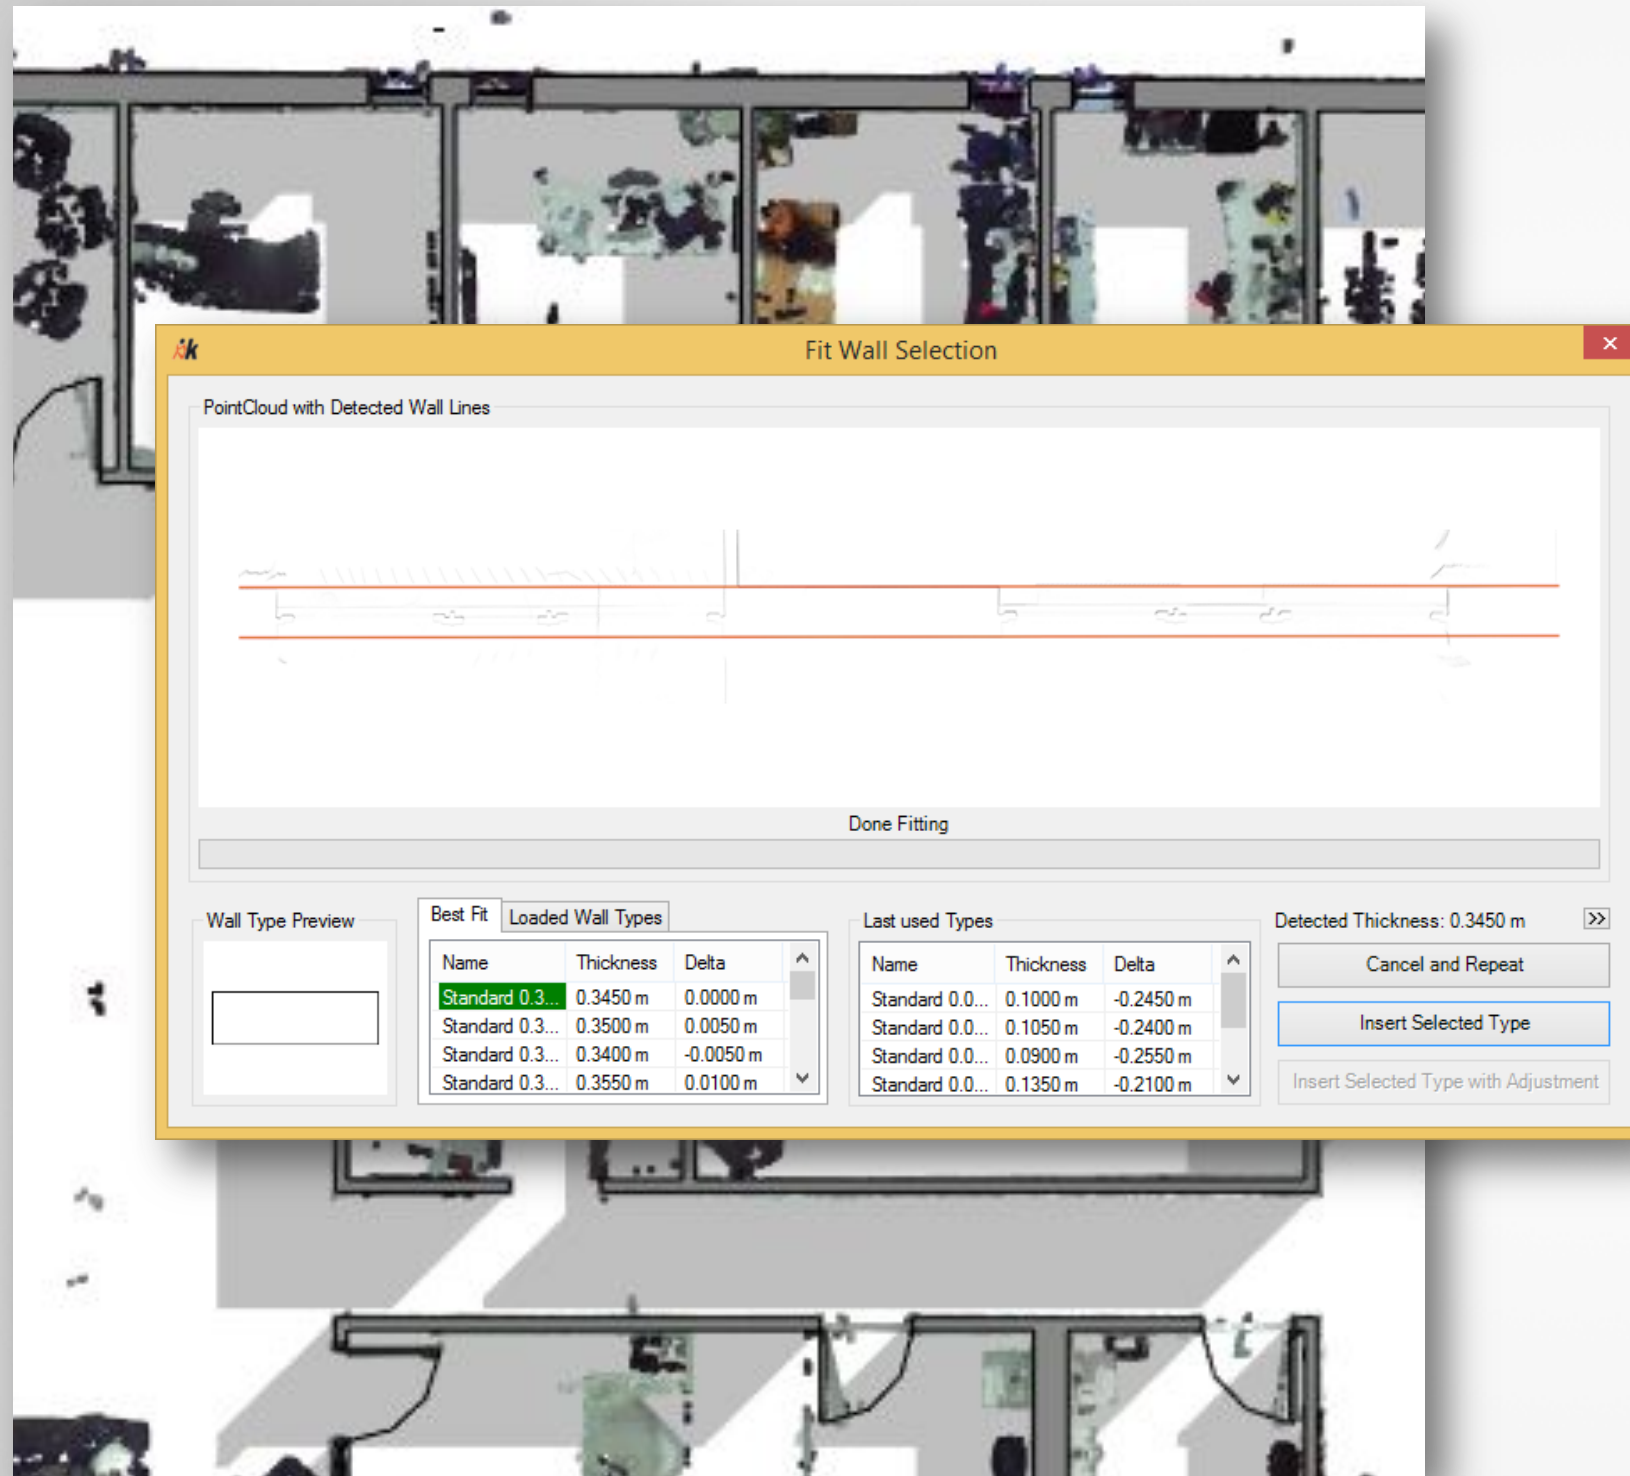 Fit Wall Selection
PointCloud with Detected Wall Lines
Done Fitting
Wall Type Preview
Best Fit Loaded Wall Types
Name Thickness Delta
Standard 0.3... 0.3450 m 0.0000 m
Standard 0.3... 0.3500 m 0.0050 m
Standard 0.3... 0.3400 m -0.0050 m
Standard 0.3... 0.3550 m 0.0100 m
Last used Types
Name Thickness Delta
Standard 0.0... 0.1000 m -0.2450 m
Standard 0.0... 0.1050 m -0.2400 m
Standard 0.0... 0.0900 m -0.2550 m
Standard 0.0... 0.1350 m -0.2100 m
Detected Thickness: 0.3450 m >>
Cancel and Repeat
Insert Selected Type
Insert Selected Type with Adjustment